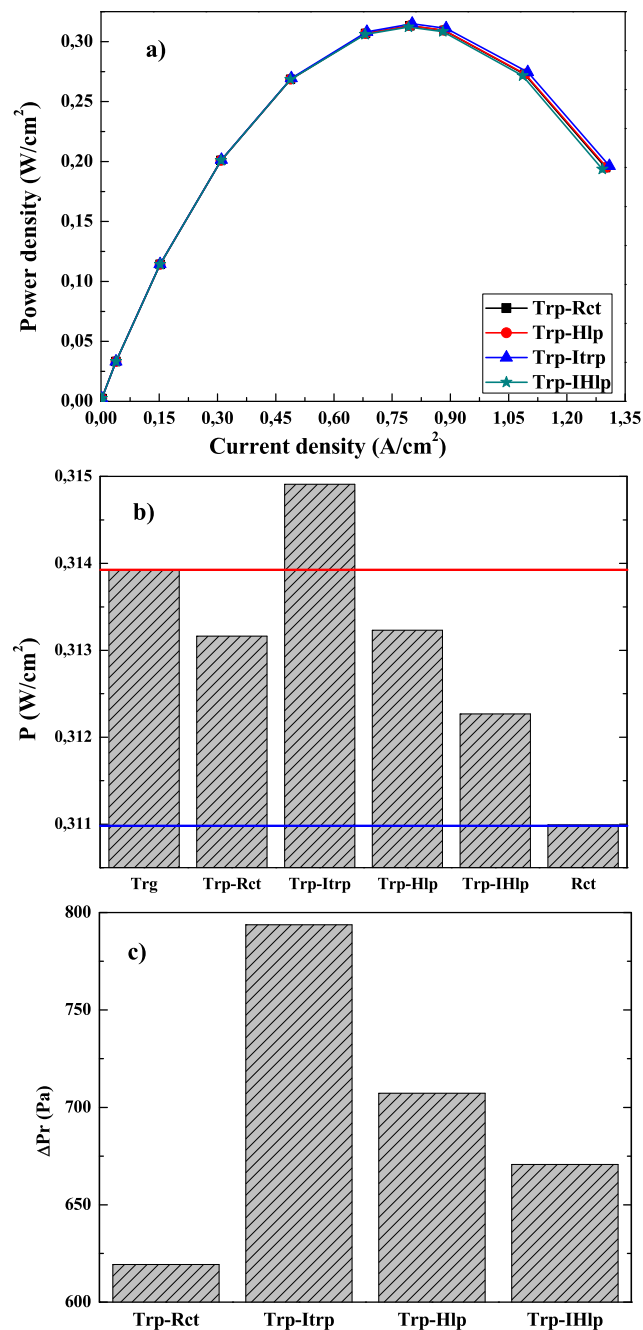 a)
Power density (W/cm²)
0,30
0,25
0,20
0,15
0,10
0,05
0,00
0,00 0,15 0,30 0,45 0,60 0,75 0,90 1,05 1,20 1,35
Current density (A/cm²)
Trp-Rct
Trp-Hlp
Trp-Itrp
Trp-IHlp
b)
P (W/cm²)
0,315
0,314
0,313
0,312
0,311
Trg Trp-Rct Trp-Itrp Trp-Hlp Trp-IHlp Rct
c)
ΔPr (Pa)
800
750
700
650
600
Trp-Rct Trp-Itrp Trp-Hlp Trp-IHlp